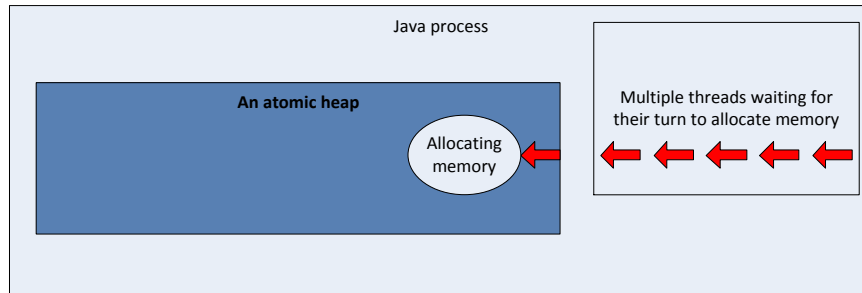 Java process
An atomic heap
Allocating
memory
Multiple threads waiting for
their turn to allocate memory